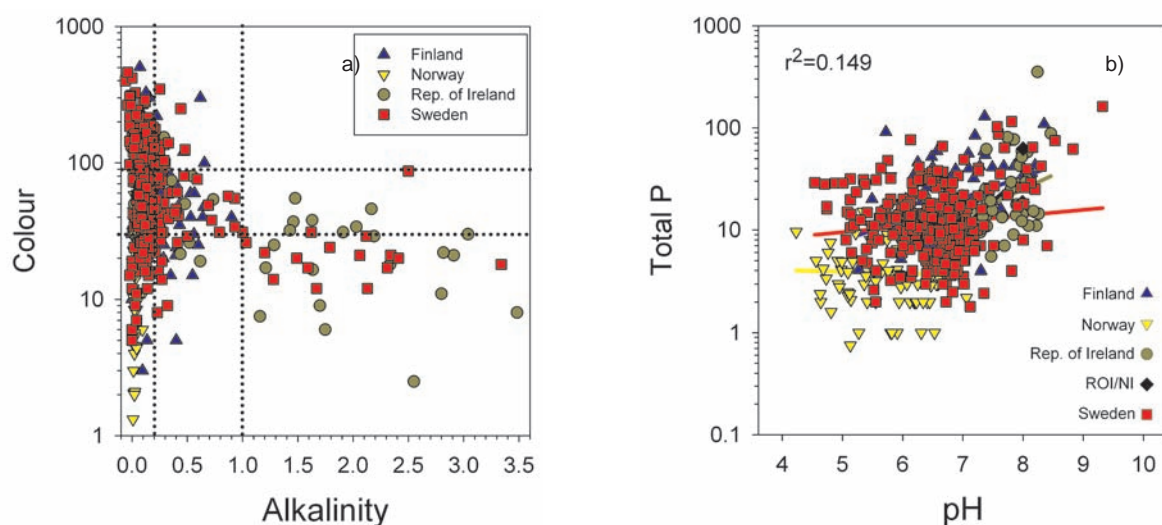 1000
100
10
1
Colour
0.0 0.5 1.0 1.5 2.0 2.5 3.0 3.5
Alkalinity
a)
Finland
Norway
Rep. of Ireland
Sweden
1000
100
10
1
0.1
Total P
r²=0.149
b)
Finland
Norway
Rep. of Ireland
ROI/NI
Sweden
4 5 6 7 8 9 10
pH